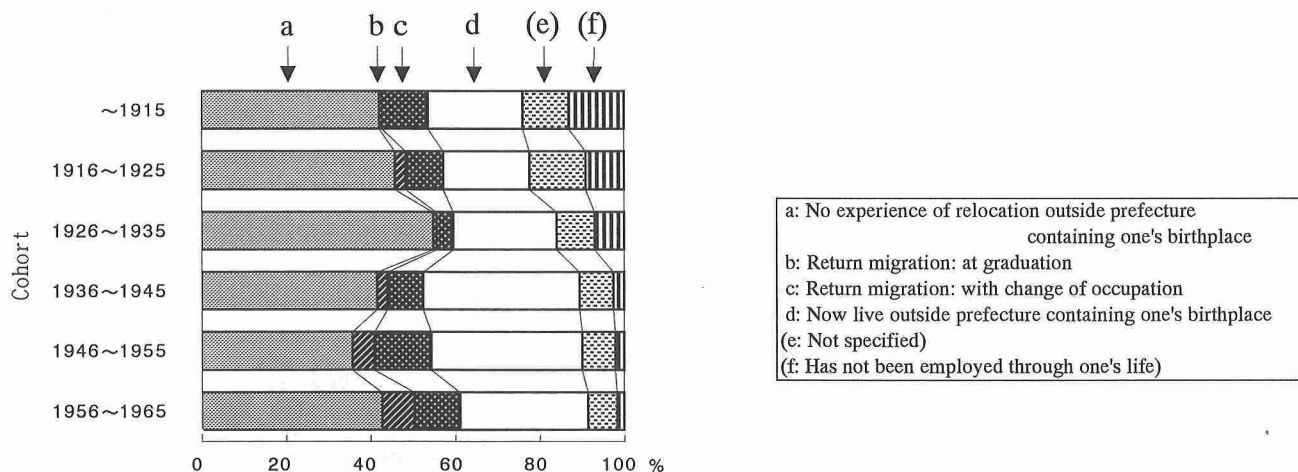 a b c d (e) (f)
Cohort
～1915
1916～1925
1926～1935
1936～1945
1946～1955
1956～1965
0 20 40 60 80 100 %
a: No experience of relocation outside prefecture
containing one's birthplace
b: Return migration: at graduation
c: Return migration: with change of occupation
d: Now live outside prefecture containing one's birthplace
(e: Not specified)
(f: Has not been employed through one's life)